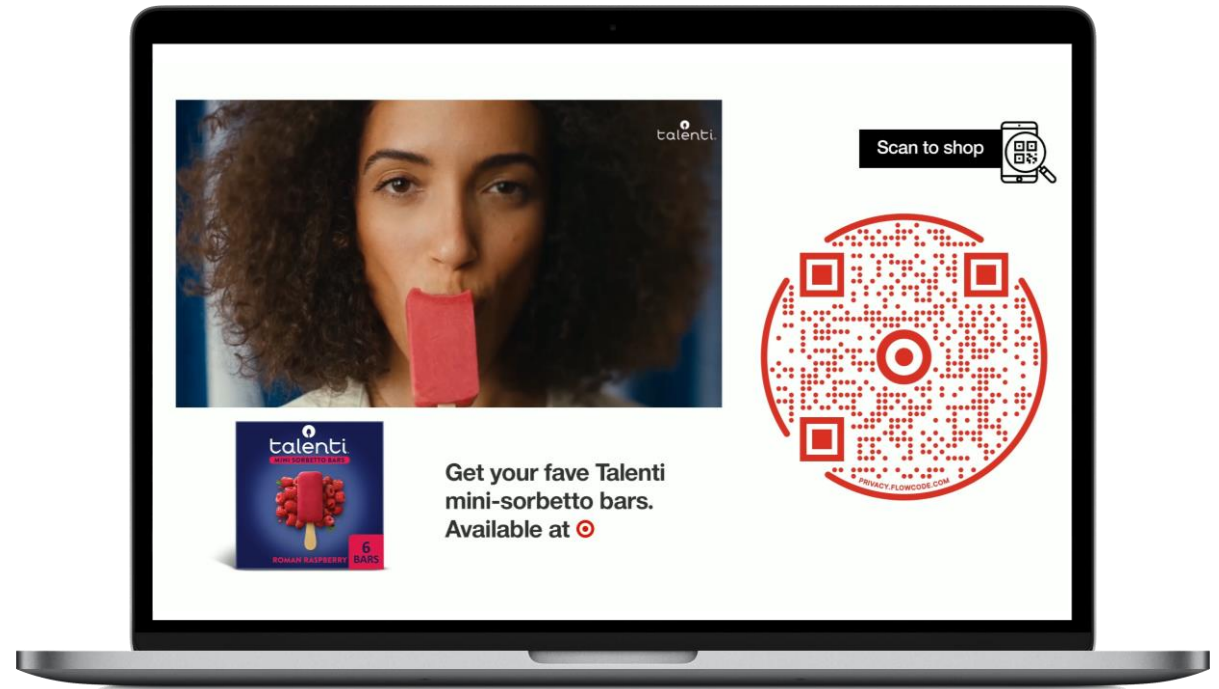 talenti.
Scan to shop
talenti
MINI SORBETTO BARS
ROMAN RASPBERRY
6
BARS
Get your fave Talenti
mini-sorbetto bars.
Available at
PRIVACY.FLOWCODE.COM